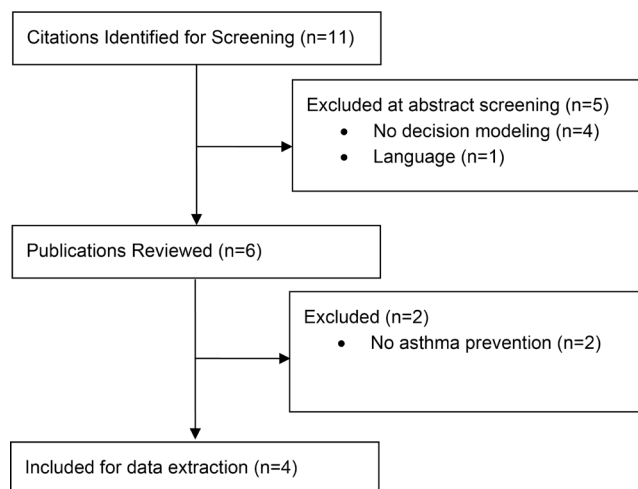 Citations Identified for Screening (n=11)
Excluded at abstract screening (n=5)
• No decision modeling (n=4)
• Language (n=1)
Publications Reviewed (n=6)
Excluded (n=2)
• No asthma prevention (n=2)
Included for data extraction (n=4)